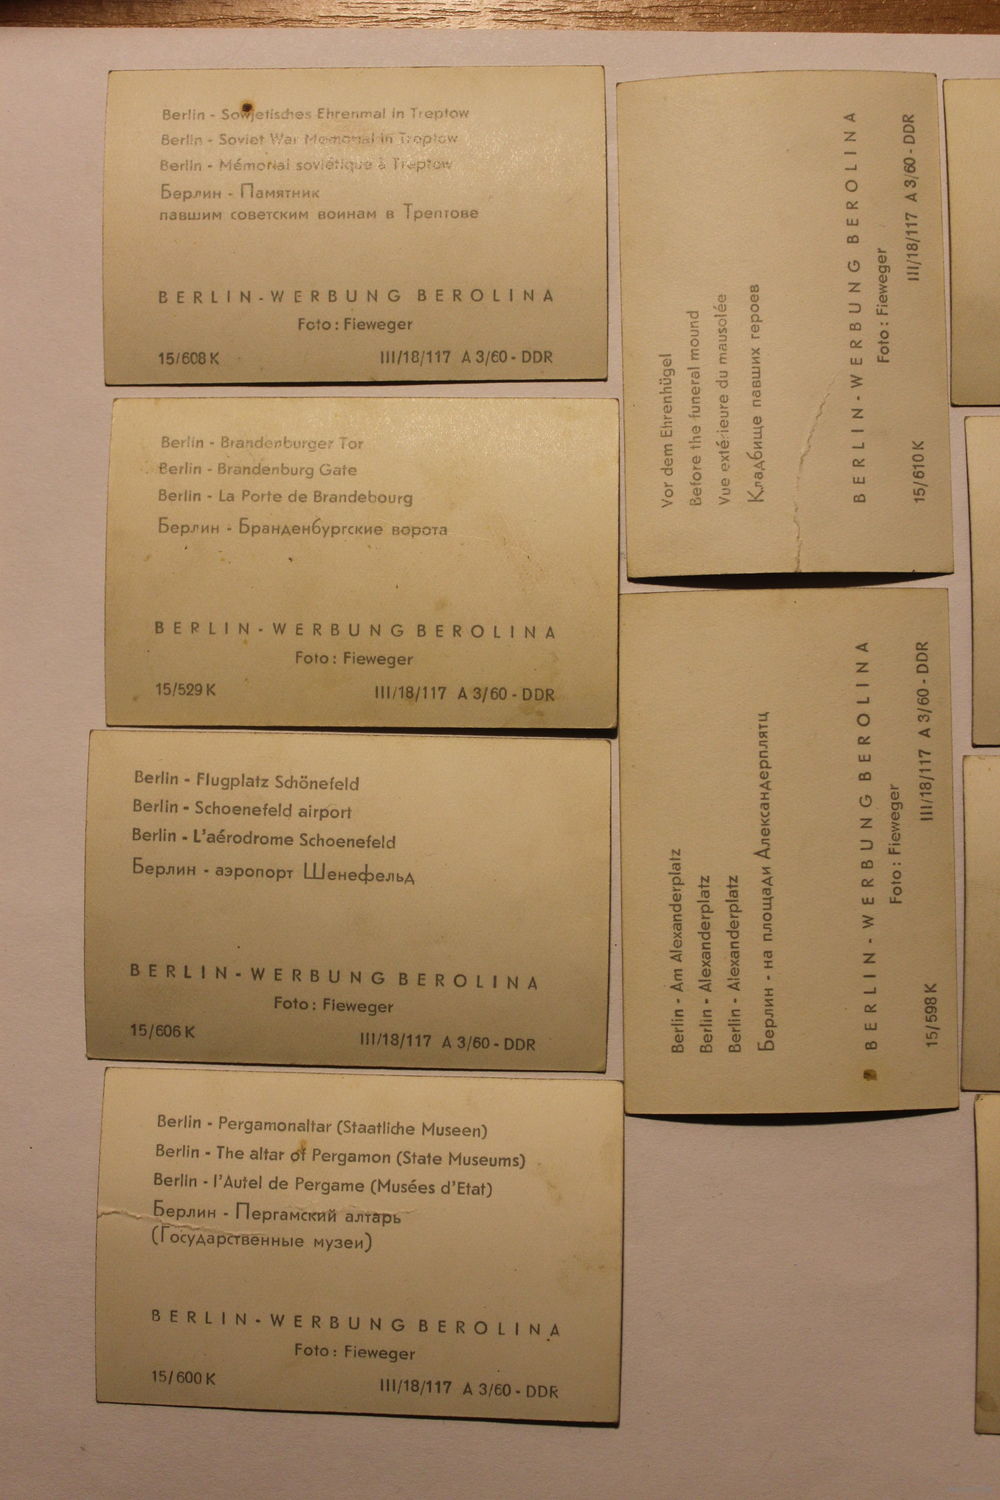 Berlin - Sowjetisches Ehrenmal in Treptow
Berlin - Soviet War Memorial in Treptow
Berlin - Mémorial soviétique à Treptow
Берлин - Памятник
павшим советским воинам в Трептове
BERLIN-WERBUNG BEROLINA
Foto: Fieweger
15/608 K III/18/117 A 3/60 - DDR
Berlin - Brandenburger Tor
Berlin - Brandenburg Gate
Berlin - La Porte de Brandebourg
Берлин - Бранденбургские ворота
BERLIN-WERBUNG BEROLINA
Foto: Fieweger
15/529 K III/18/117 A 3/60 - DDR
Berlin - Flugplatz Schönefeld
Berlin - Schoenefeld airport
Berlin - L'aérodrome Schoenefeld
Берлин - аэропорт Шенефельд
BERLIN-WERBUNG BEROLINA
Foto: Fieweger
15/606 K III/18/117 A 3/60 - DDR
Berlin - Pergamonaltar (Staatliche Museen)
Berlin - The altar of Pergamon (State Museums)
Berlin - l'Autel de Pergame (Musées d'Etat)
Берлин - Пергамский алтарь
(Государственные музеи)
BERLIN-WERBUNG BEROLINA
Foto: Fieweger
15/600 K III/18/117 A 3/60 - DDR
Vor dem Ehrenhügel
Before the funeral mound
Vue extérieure du mausolée
Кладбище павших героев
BERLIN-WERBUNG BEROLINA
Foto: Fieweger
15/610 K III/18/117 A 3/60 - DDR
Berlin - Am Alexanderplatz
Berlin - Alexanderplatz
Berlin - Alexanderplatz
Берлин - на площади Александерплятц
BERLIN-WERBUNG BEROLINA
Foto: Fieweger
15/598 K III/18/117 A 3/60 - DDR